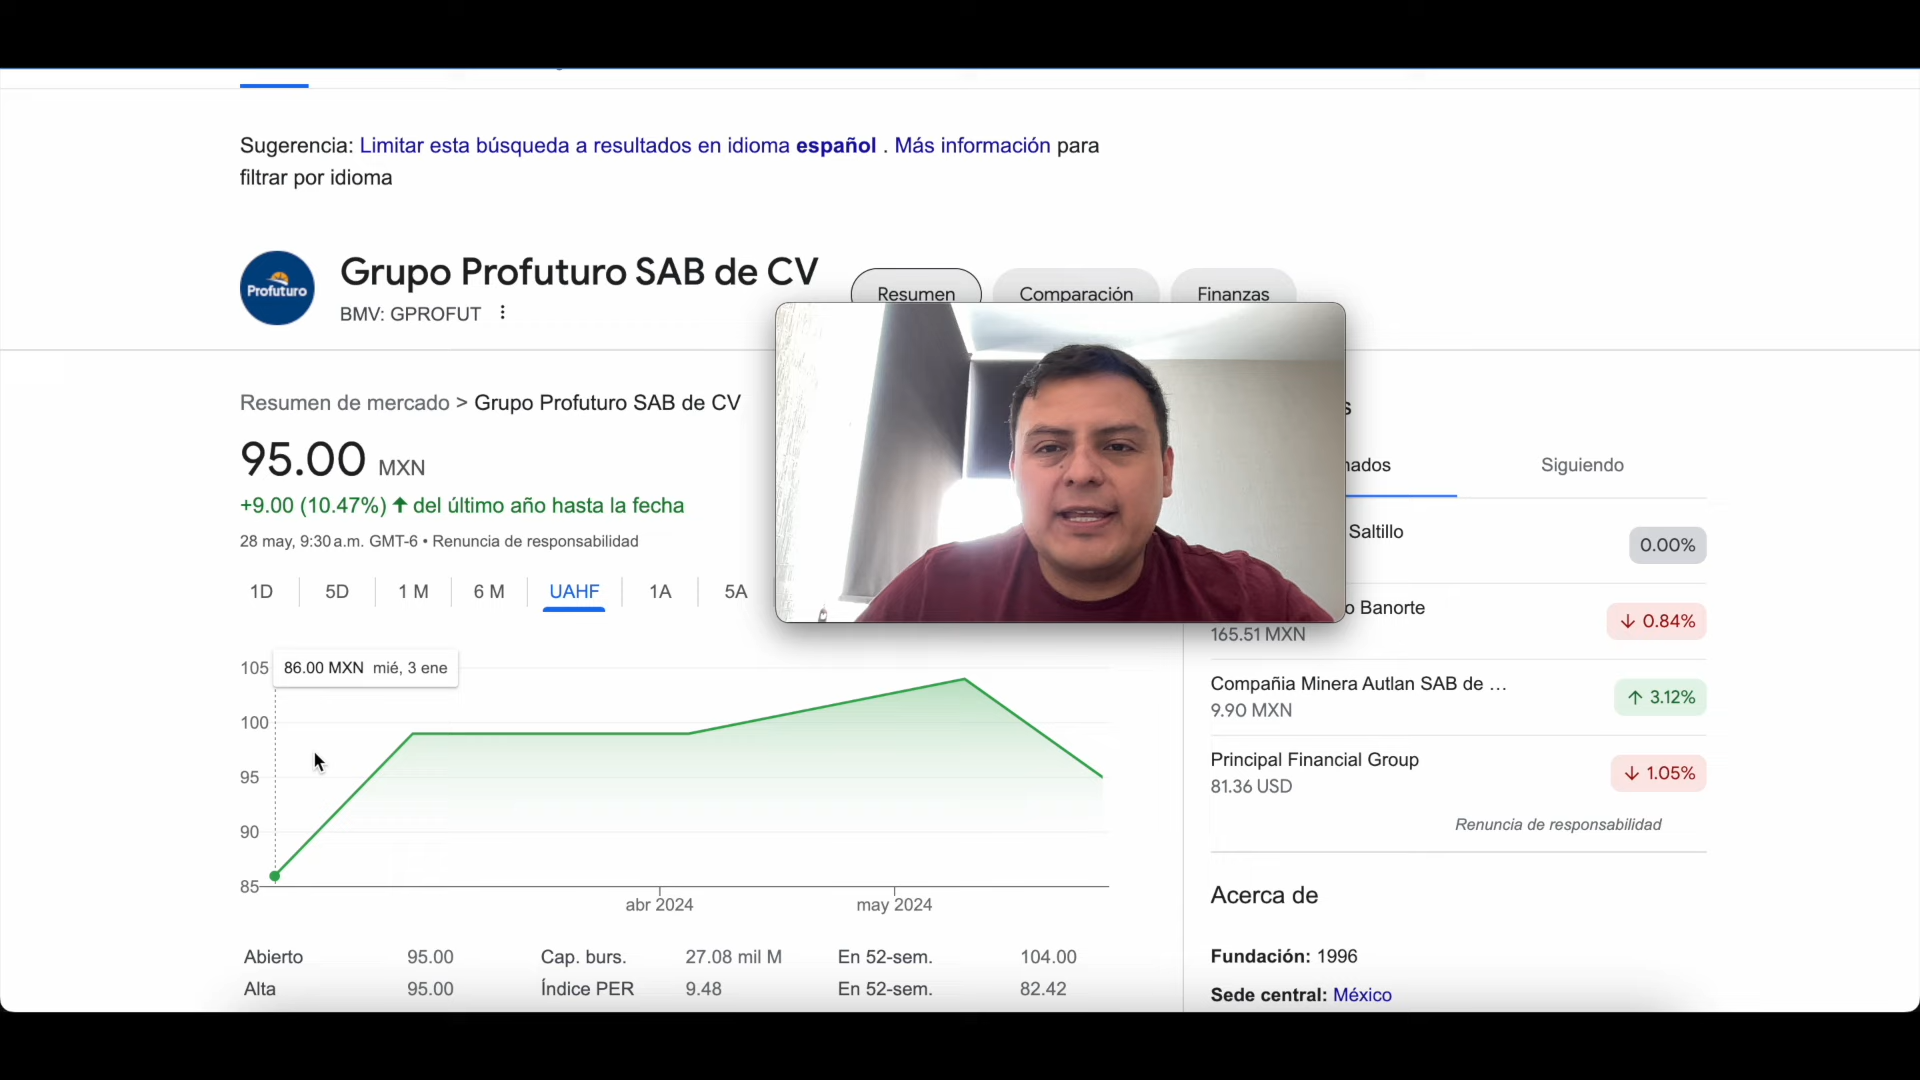 Sugerencia: Limitar esta búsqueda a resultados en idioma español . Más información para
filtrar por idioma
Profuturo
Grupo Profuturo SAB de CV
BMV: GPROFUT
Resumen
Comparación
Finanzas
Resumen de mercado > Grupo Profuturo SAB de CV
95.00 MXN
+9.00 (10.47%) ↑ del último año hasta la fecha
28 may, 9:30 a.m. GMT-6 • Renuncia de responsabilidad
1D 5D 1 M 6 M UAHF 1A 5A
86.00 MXN mié, 3 ene
105
100
95
90
85
abr 2024 may 2024
Abierto 95.00 Cap. burs. 27.08 mil M En 52-sem. 104.00
Alta 95.00 Índice PER 9.48 En 52-sem. 82.42
Siguiendo
Saltillo
0.00%
Banorte
165.51 MXN
↓ 0.84%
Compañia Minera Autlan SAB de …
9.90 MXN
↑ 3.12%
Principal Financial Group
81.36 USD
↓ 1.05%
Renuncia de responsabilidad
Acerca de
Fundación: 1996
Sede central: México